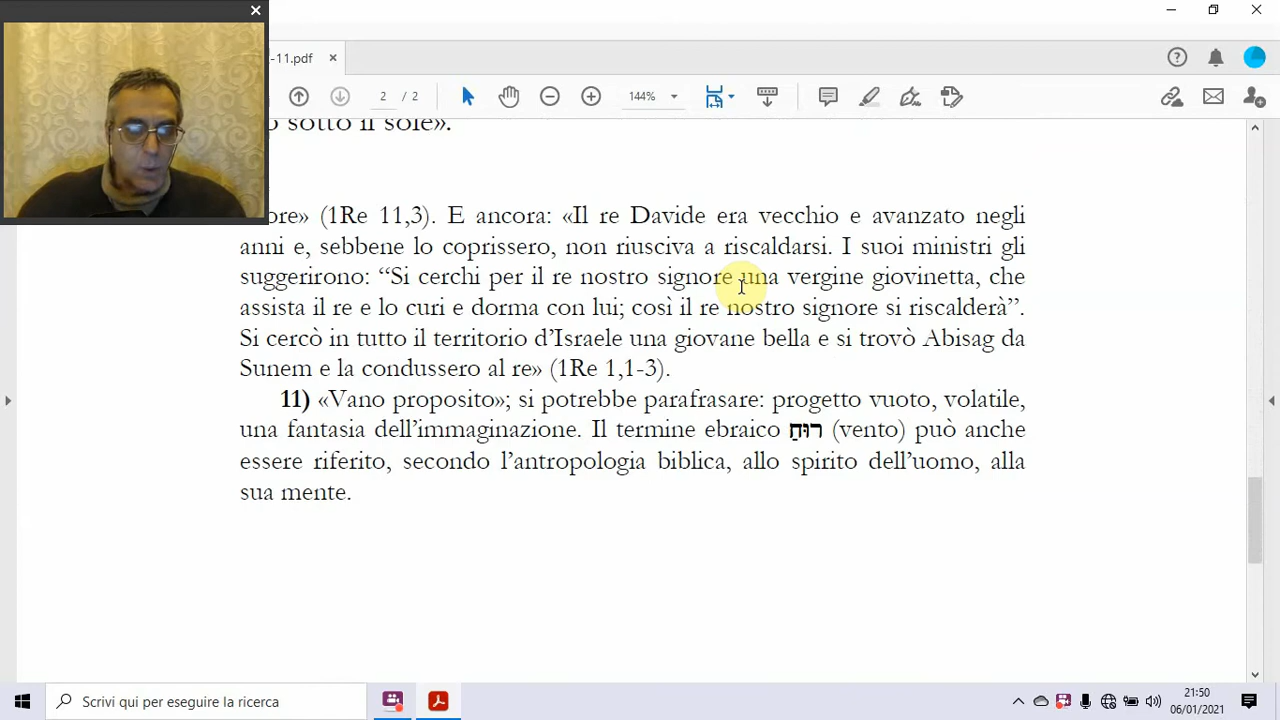 -11.pdf
2 / 2
144%
sotto il sole».
ore» (1Re 11,3). E ancora: «Il re Davide era vecchio e avanzato negli
anni e, sebbene lo coprissero, non riusciva a riscaldarsi. I suoi ministri gli
suggerirono: “Si cerchi per il re nostro signore una vergine giovinetta, che
assista il re e lo curi e dorma con lui; così il re nostro signore si riscalderà”.
Si cercò in tutto il territorio d’Israele una giovane bella e si trovò Abisag da
Sunem e la condussero al re» (1Re 1,1-3).
11) «Vano proposito»; si potrebbe parafrasare: progetto vuoto, volatile,
una fantasia dell’immaginazione. Il termine ebraico רוּחַ (vento) può anche
essere riferito, secondo l’antropologia biblica, allo spirito dell’uomo, alla
sua mente.
Scrivi qui per eseguire la ricerca
21:50
06/01/2021